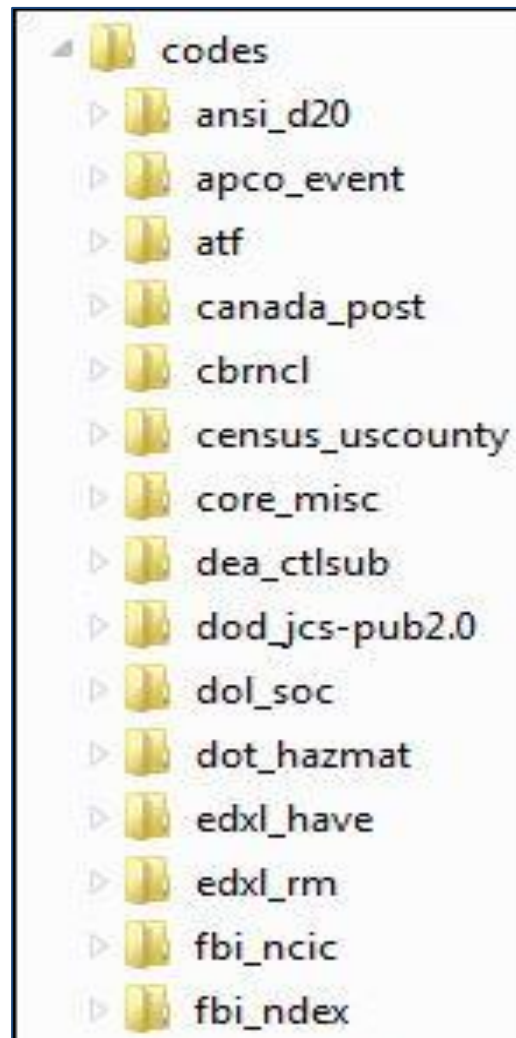 codes
ansi_d20
apco_event
atf
canada_post
cbrncl
census_uscounty
core_misc
dea_ctlsub
dod_jcs-pub2.0
dol_soc
dot_hazmat
edxl_have
edxl_rm
fbi_ncic
fbi_ndex